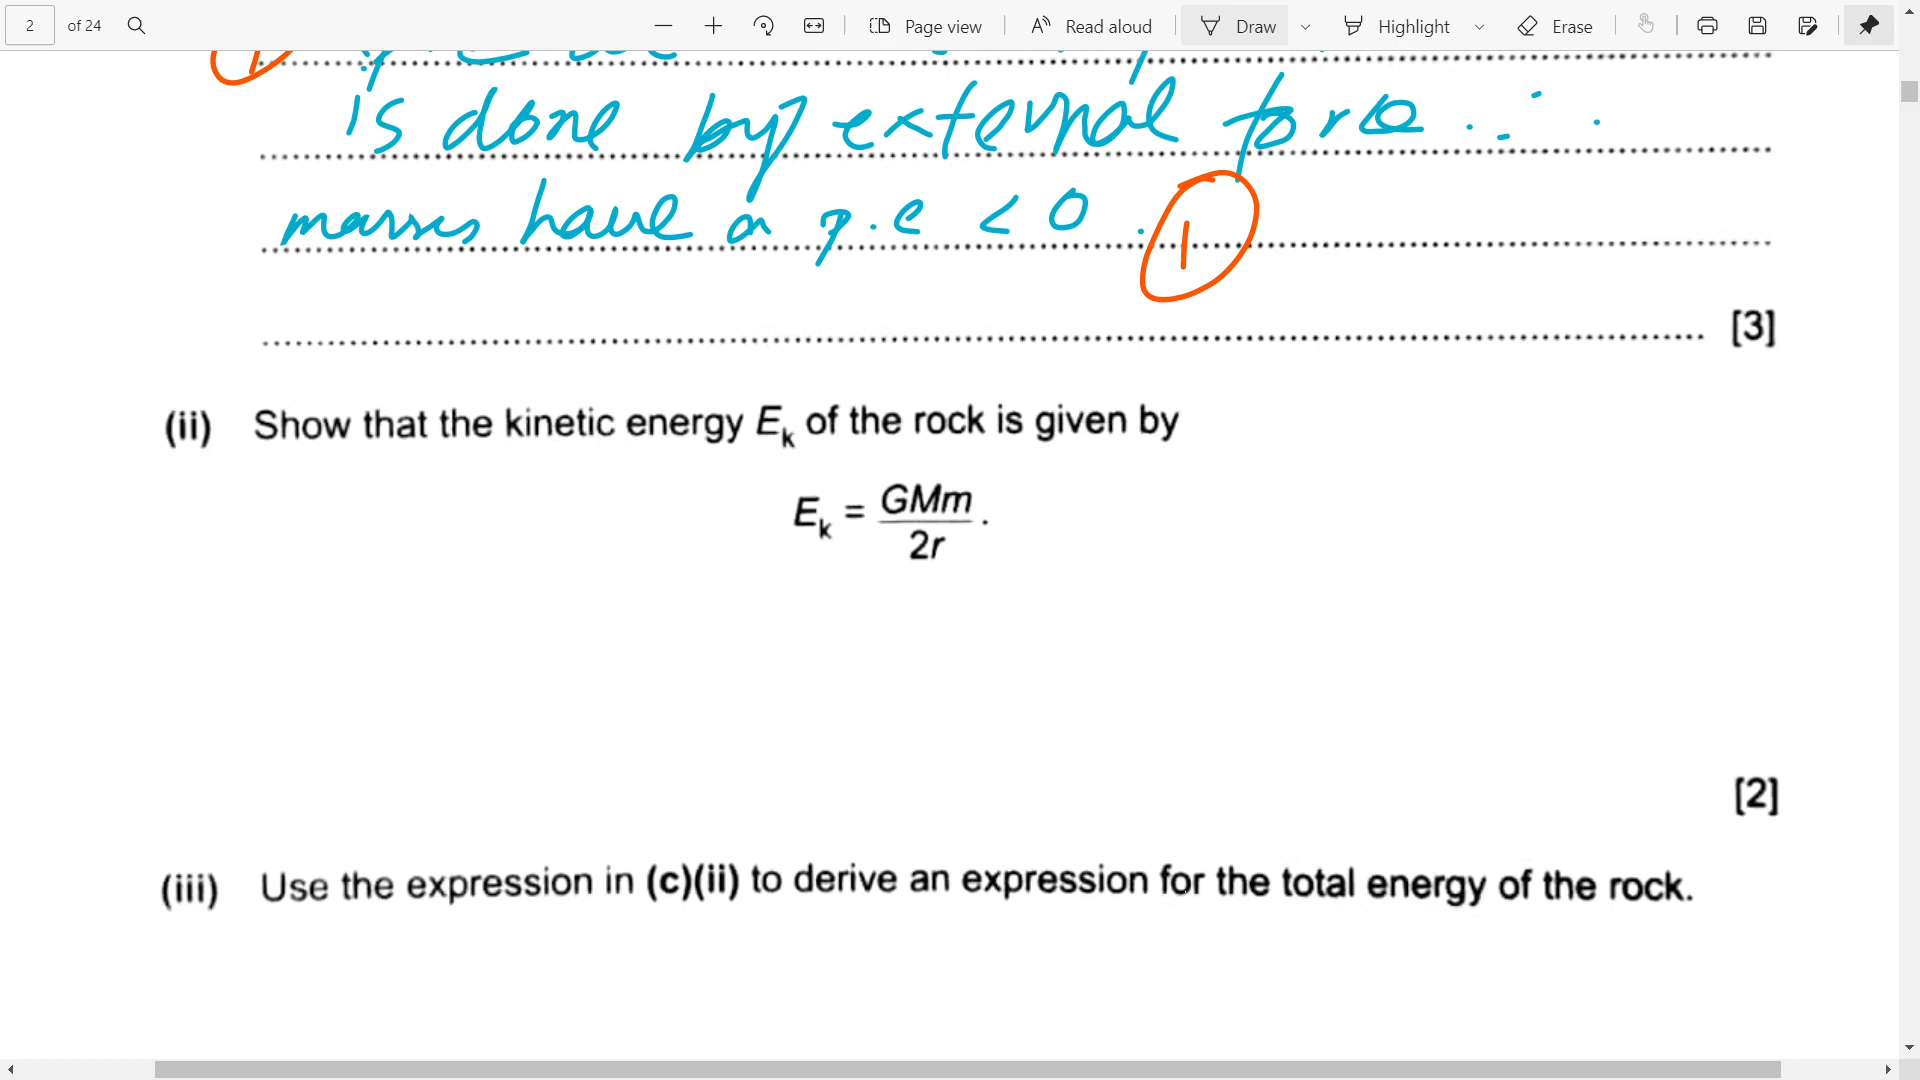 2 of 24 Page view Read aloud Draw Highlight Erase
is done by external force. ∴
masses have a p.e < 0 .
1
[3]
(ii) Show that the kinetic energy Ek of the rock is given by
Ek = GMm / 2r .
[2]
(iii) Use the expression in (c)(ii) to derive an expression for the total energy of the rock.